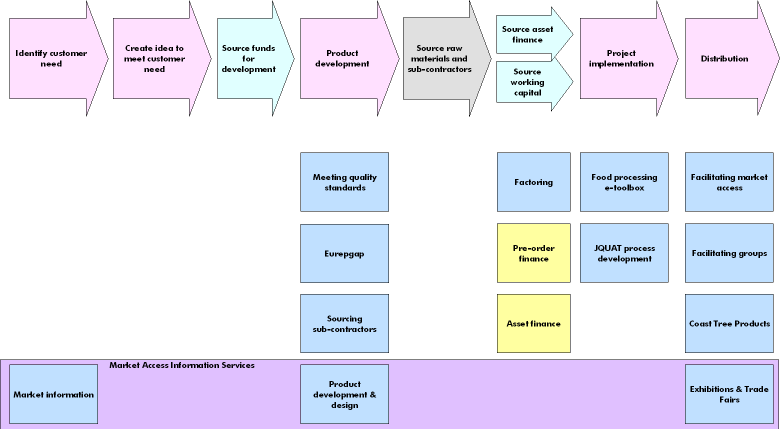 Identify customer
need
Create idea to
meet customer
need
Source funds
for
development
Product
development
Source raw
materials and
sub-contractors
Source asset
finance
Source
working
capital
Project
implementation
Distribution
Meeting quality
standards
Factoring
Food processing
e-toolbox
Facilitating market
access
Eurepgap
Pre-order
finance
JQUAT process
development
Facilitating groups
Sourcing
sub-contractors
Asset finance
Coast Tree Products
Market Access Information Services
Market information
Product
development &
design
Exhibitions & Trade
Fairs